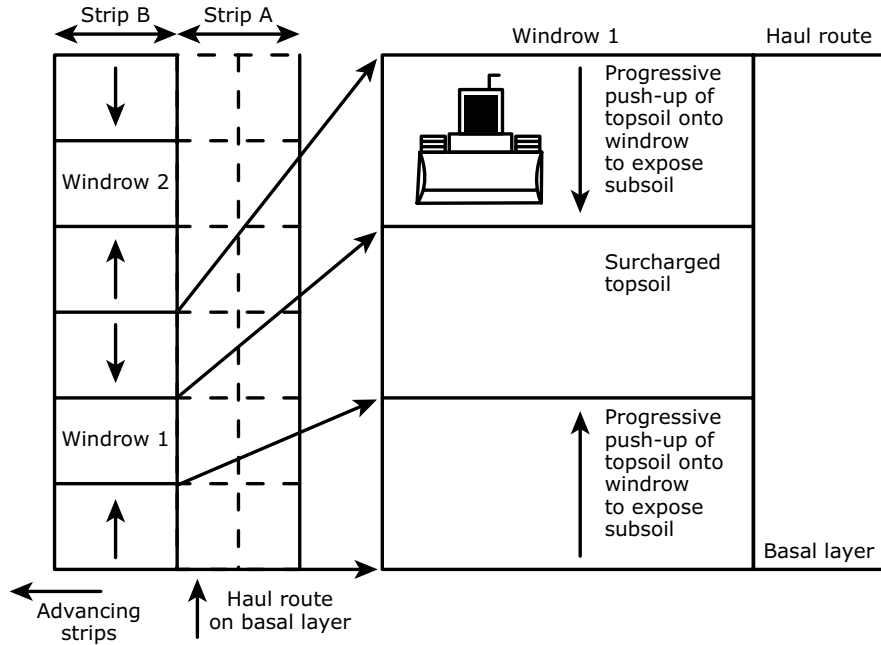 Strip B
Strip A
Windrow 1
Haul route
Progressive
push-up of
topsoil onto
windrow
to expose
subsoil
Windrow 2
Surcharged
topsoil
Windrow 1
Progressive
push-up of
topsoil onto
windrow
to expose
subsoil
Basal layer
Advancing
strips
Haul route
on basal layer